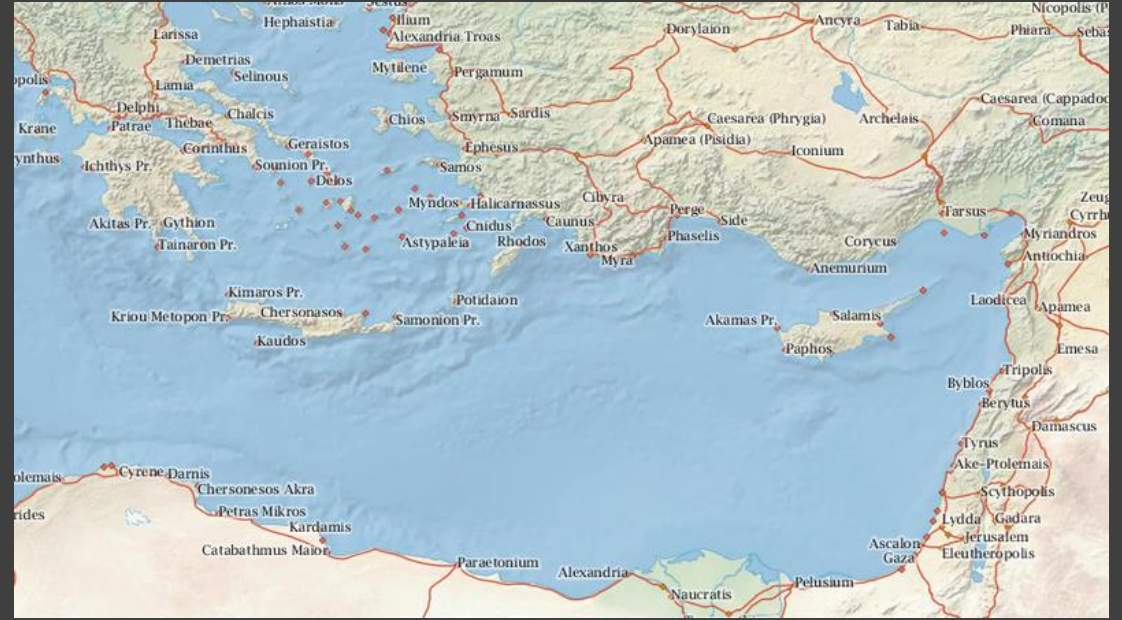 Hephaistia
Ilium
Alexandria Troas
Larissa
Demetrias
Selinous
Lamia
Mytilene
Pergamum
Dorylaion
Ancyra
Tabia
Phiara
Delphi
Patrae
Thebae
Chalcis
Krane
Corinthus
Geraistos
Chios
Smyrna
Sardis
Ephesus
Ichthys Pr.
Sounion Pr.
Delos
Samos
Caesarea (Phrygia)
Apamea (Pisidia)
Iconium
Archelais
Caesarea (Cappadoc
Comana
Akitas Pr.
Gythion
Tainaron Pr.
Myndos
Halicarnassus
Cnidus
Astypaleia
Rhodos
Caunus
Cibyra
Xanthos
Myra
Perge
Side
Phaselis
Tarsus
Corycus
Anemurium
Myriandros
Antiochia
Zeug
Cyrrh
Kimaros Pr.
Kriou Metopon Pr.
Chersonasos
Samonion Pr.
Kaudos
Potidaion
Akamas Pr.
Salamis
Paphos
Laodicea
Apamea
Emesa
Tripolis
Byblos
Berytus
Damascus
Tyrus
Ake-Ptolemais
Scythopolis
Lydda
Gadara
Jerusalem
Eleutheropolis
Ascalon
Gaza
olemais
Cyrene
Darnis
Chersonesos Akra
Petras Mikros
Kardamis
Catabathmus Maior
rides
Paraetonium
Alexandria
Naucratis
Pelusium